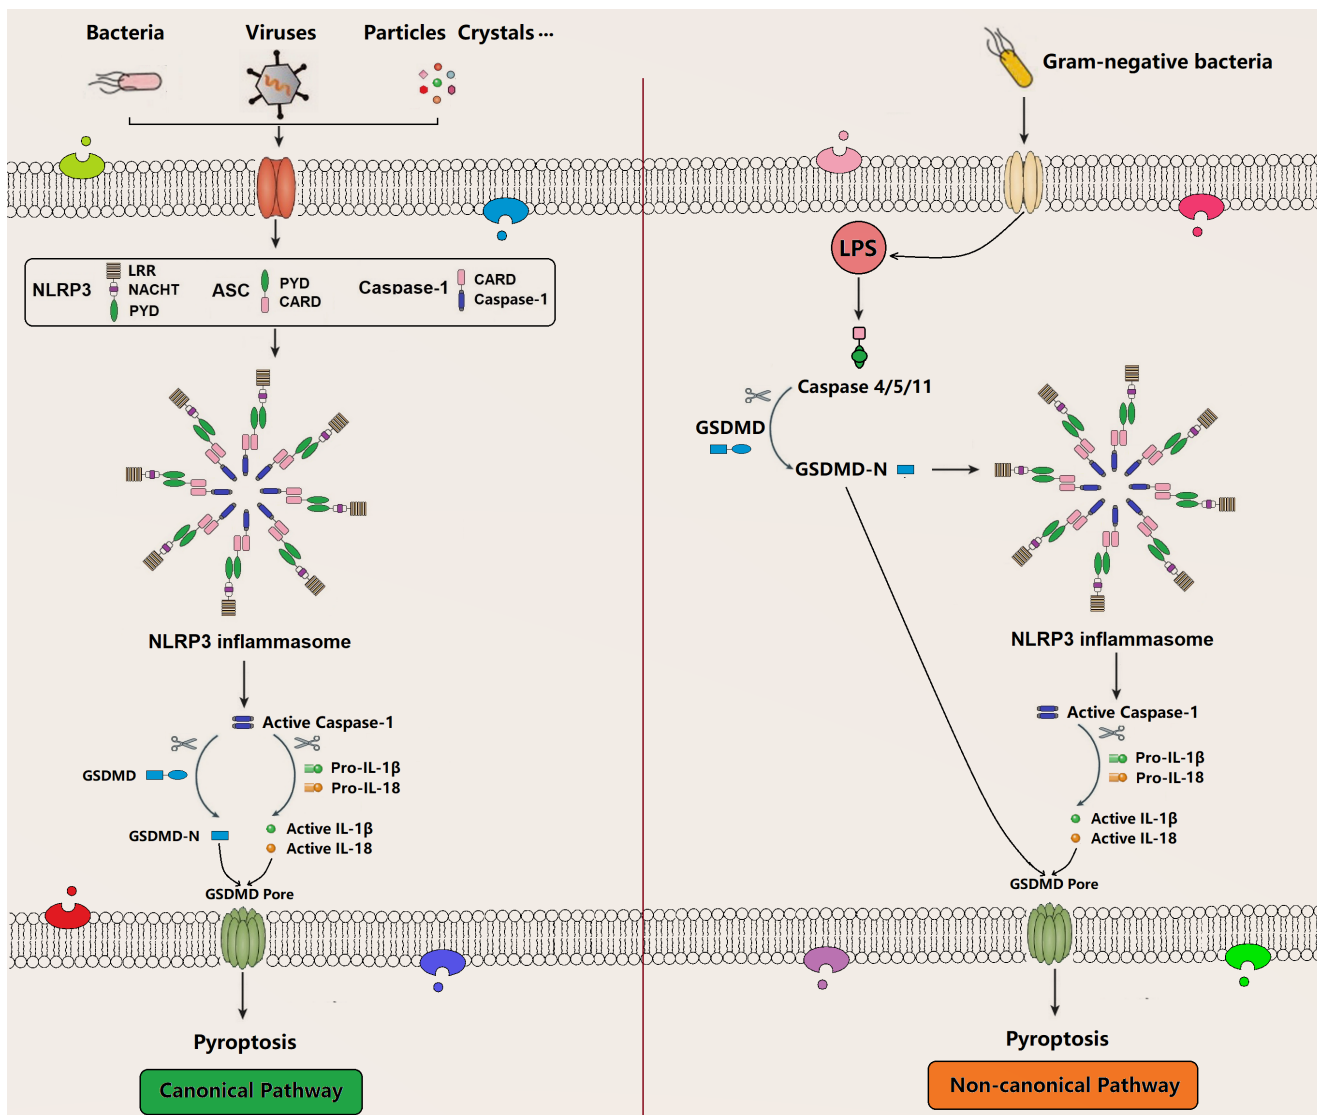 Bacteria
Viruses
Particles Crystals ...
NLRP3
LRR
NACHT
PYD
ASC
PYD
CARD
Caspase-1
CARD
Caspase-1
NLRP3 inflammasome
Active Caspase-1
GSDMD
Pro-IL-1β
Pro-IL-18
GSDMD-N
Active IL-1β
Active IL-18
GSDMD Pore
Pyroptosis
Canonical Pathway
Gram-negative bacteria
LPS
Caspase 4/5/11
GSDMD
GSDMD-N
NLRP3 inflammasome
Active Caspase-1
Pro-IL-1β
Pro-IL-18
Active IL-1β
Active IL-18
GSDMD Pore
Pyroptosis
Non-canonical Pathway